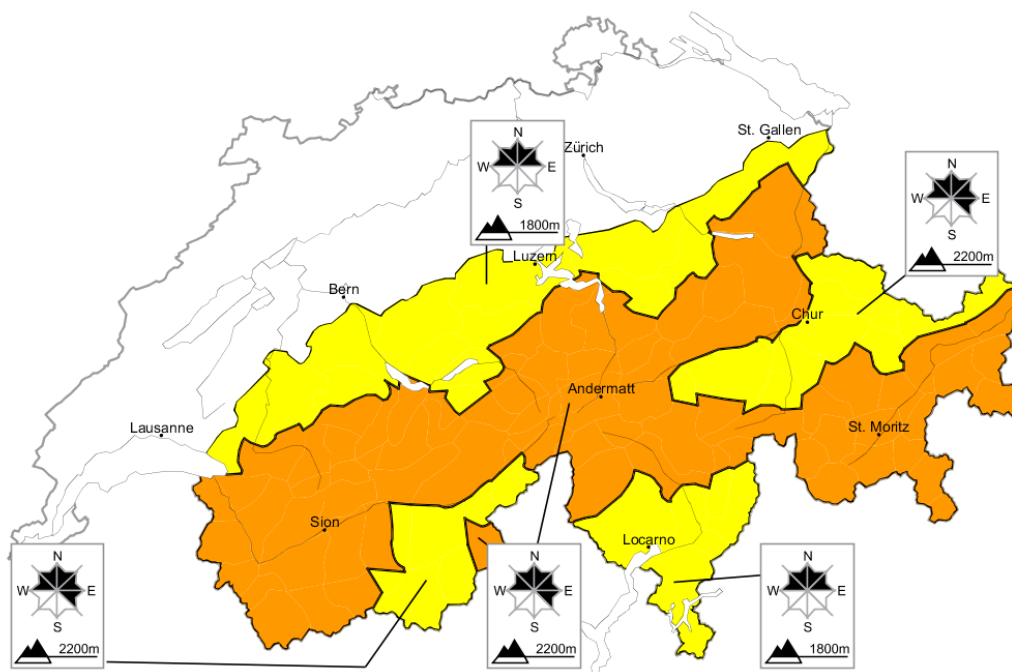 St. Gallen
N
W E
S
1800m
Zürich
N
W E
S
2200m
Luzern
Bern
Chur
Andermatt
Lausanne
St. Moritz
Sion
Locarno
N
W E
S
2200m
N
W E
S
2200m
N
W E
S
1800m